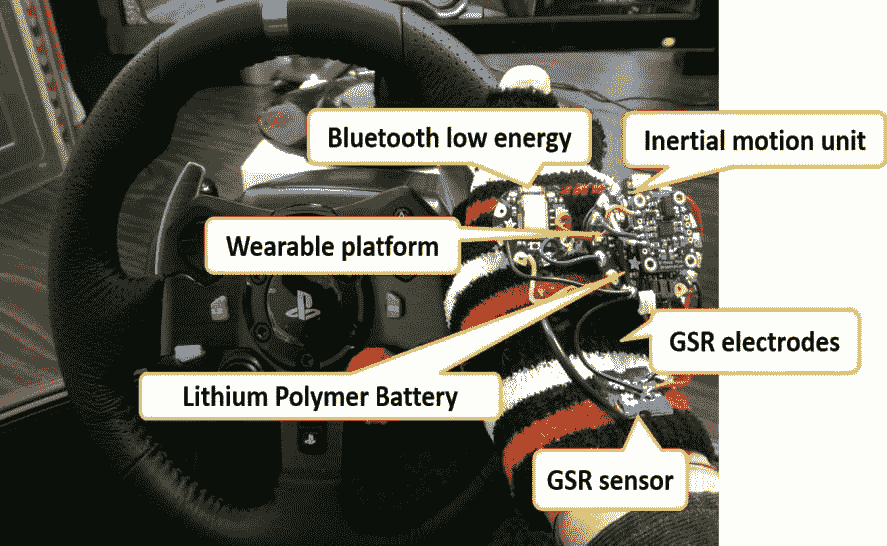 Bluetooth low energy
Inertial motion unit
Wearable platform
GSR electrodes
Lithium Polymer Battery
GSR sensor